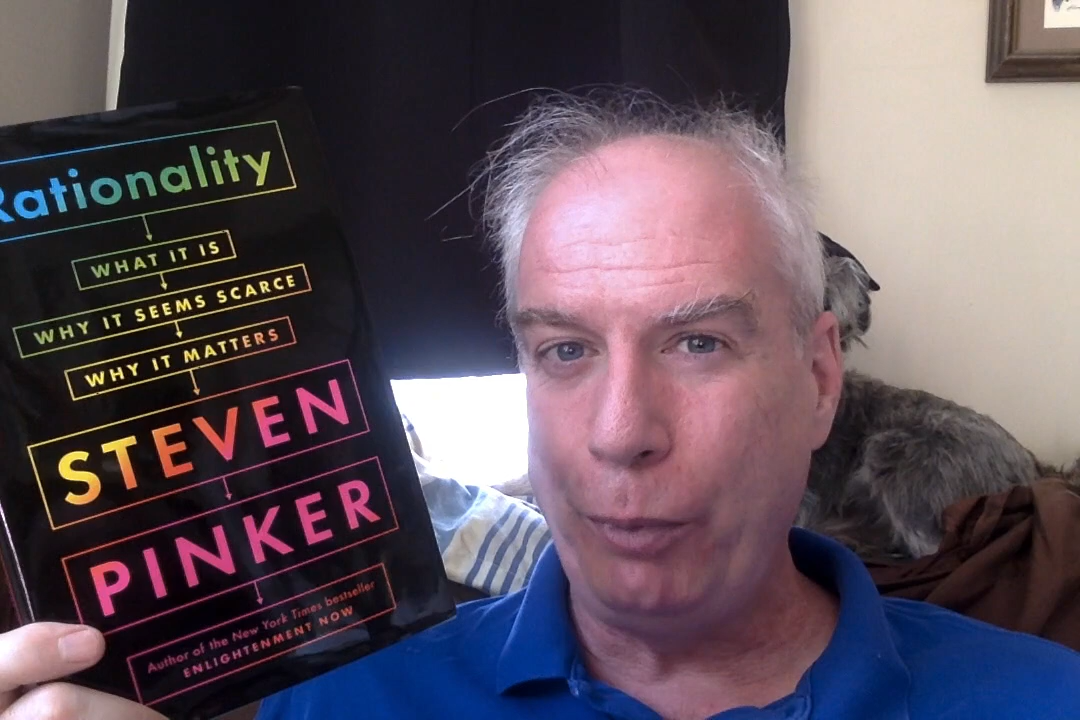 Rationality
WHAT IT IS
WHY IT SEEMS SCARCE
WHY IT MATTERS
STEVEN
PINKER
Author of the New York Times bestseller
ENLIGHTENMENT NOW